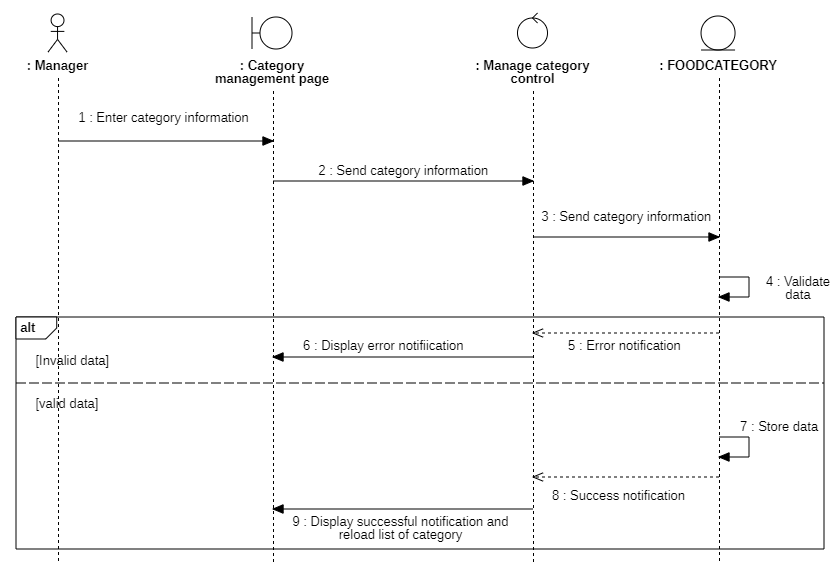 : Manager
: Category
management page
: Manage category
control
: FOODCATEGORY
1 : Enter category information
2 : Send category information
3 : Send category information
4 : Validate
data
alt
6 : Display error notifiication
5 : Error notification
[Invalid data]
[valid data]
7 : Store data
8 : Success notification
9 : Display successful notification and
reload list of category